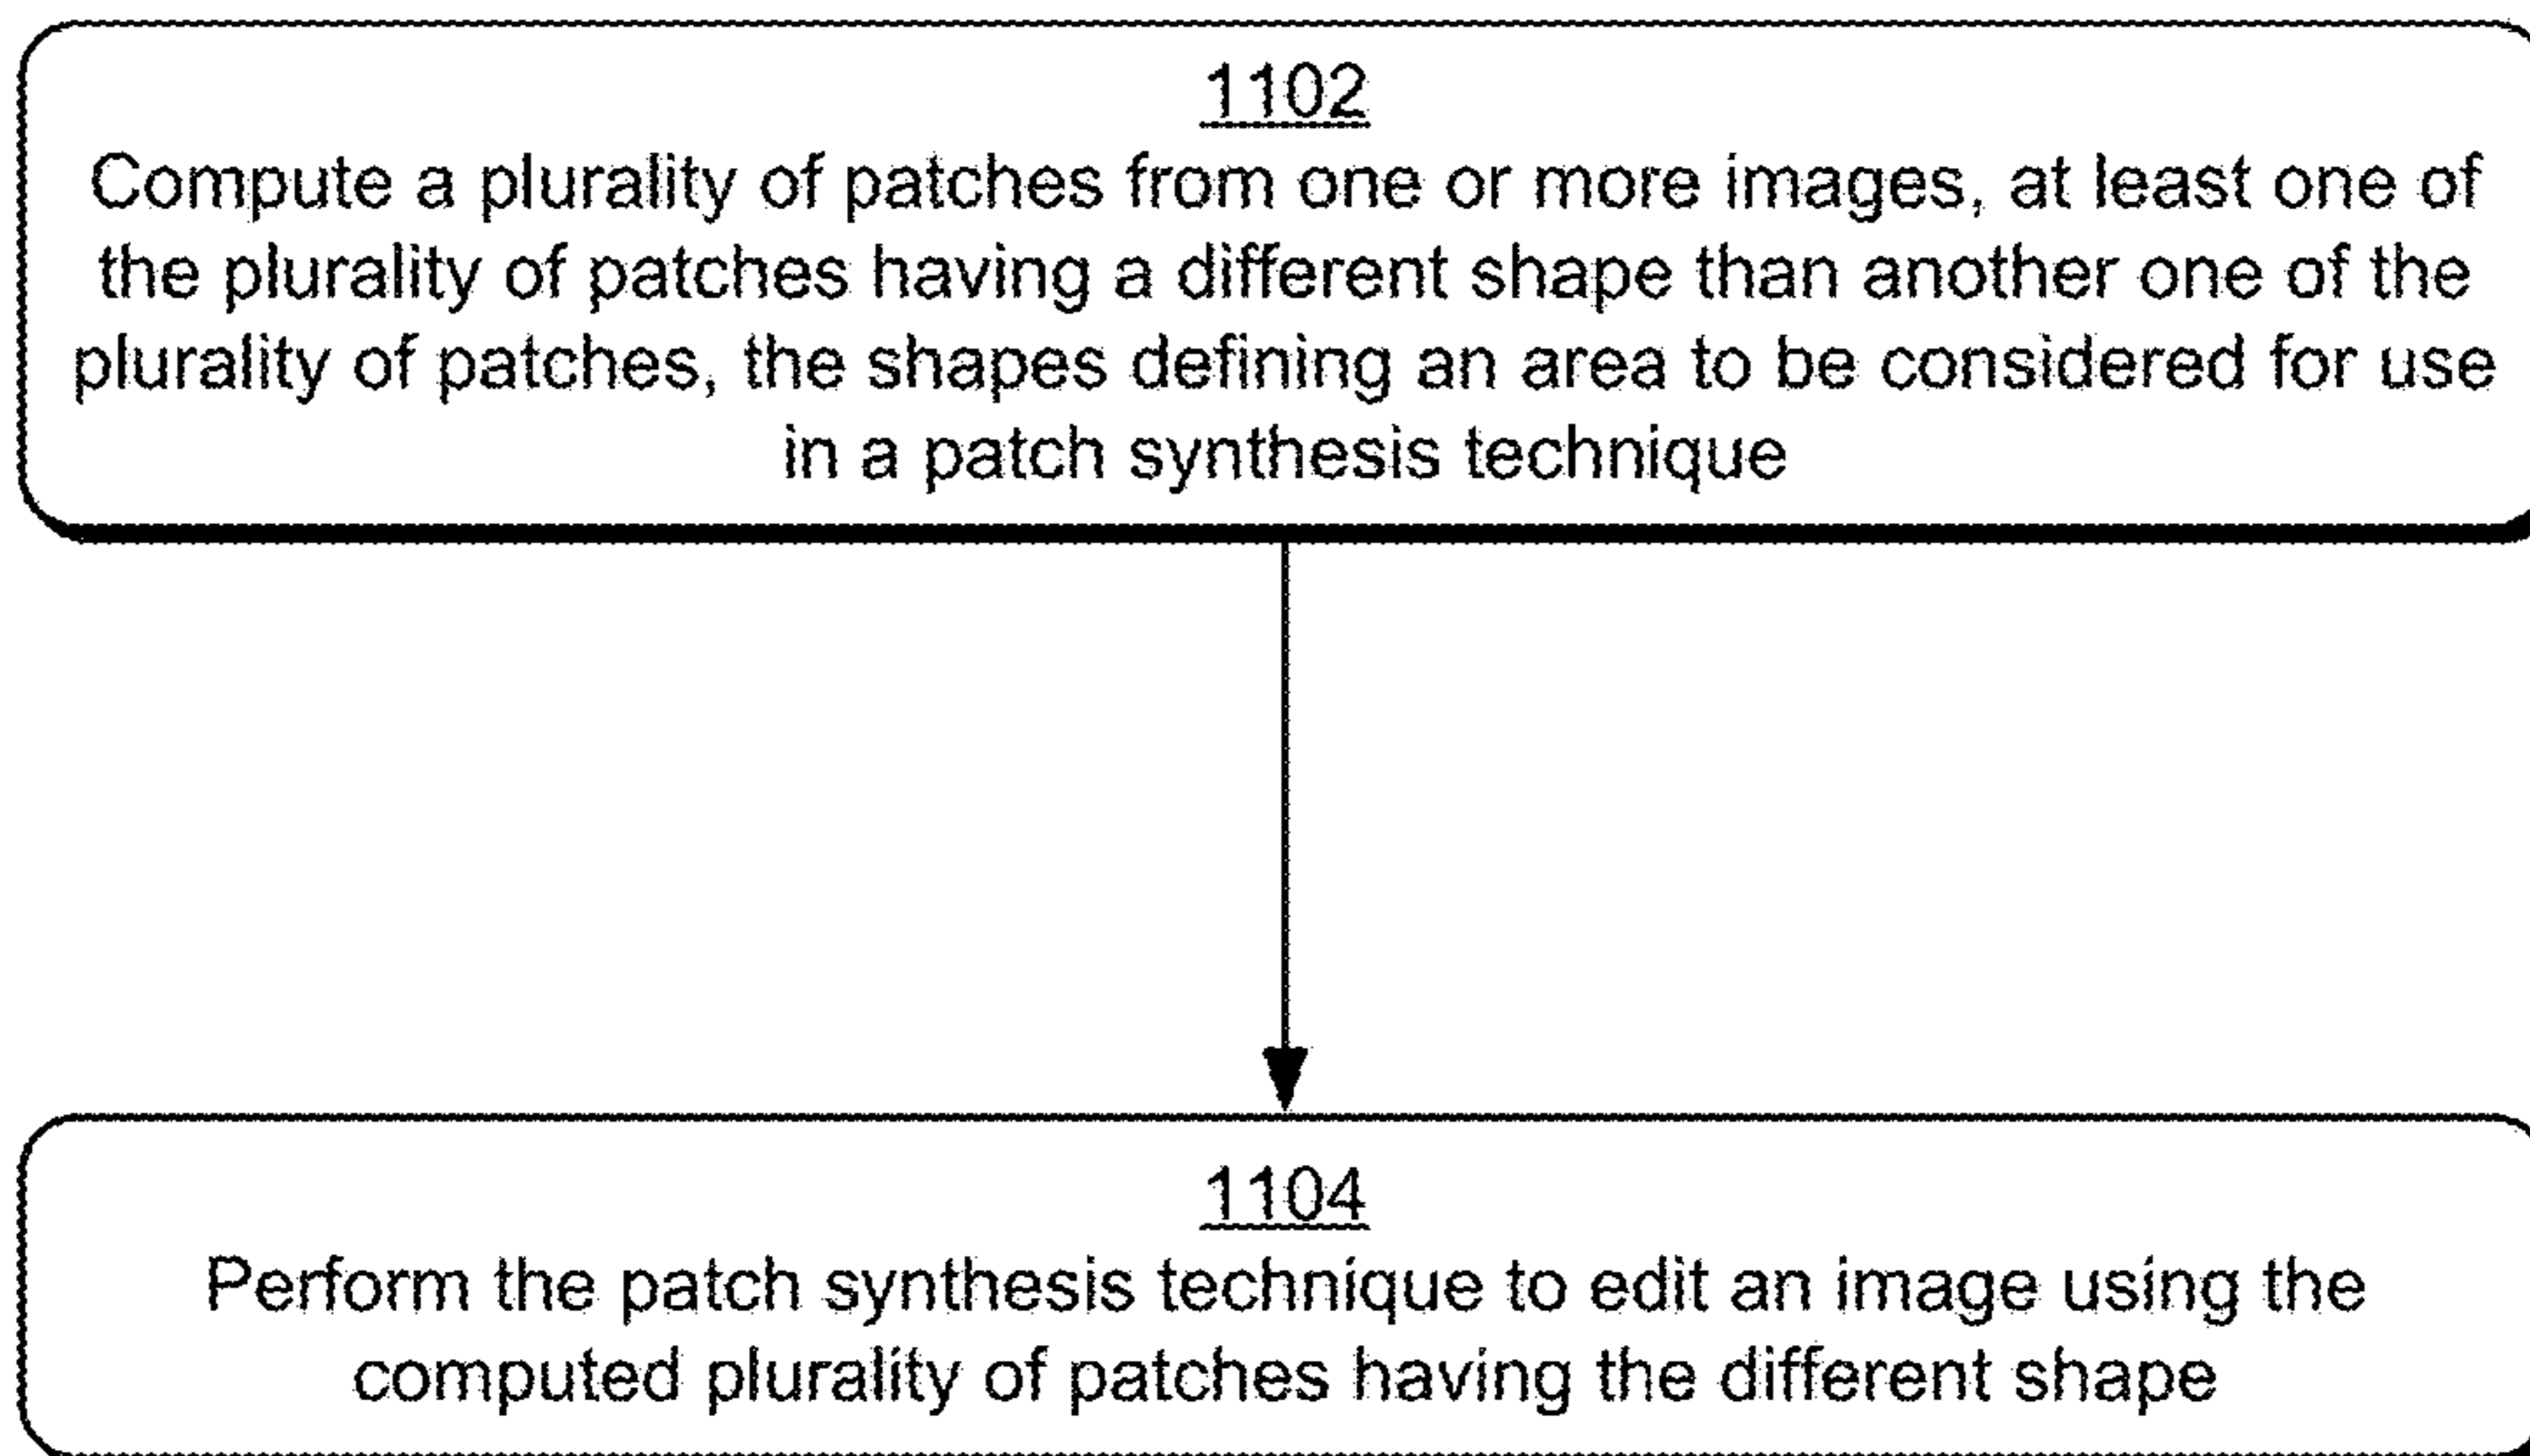 1102
Compute a plurality of patches from one or more images, at least one of
the plurality of patches having a different shape than another one of the
plurality of patches, the shapes defining an area to be considered for use
in a patch synthesis technique
1104
Perform the patch synthesis technique to edit an image using the
computed plurality of patches having the different shape